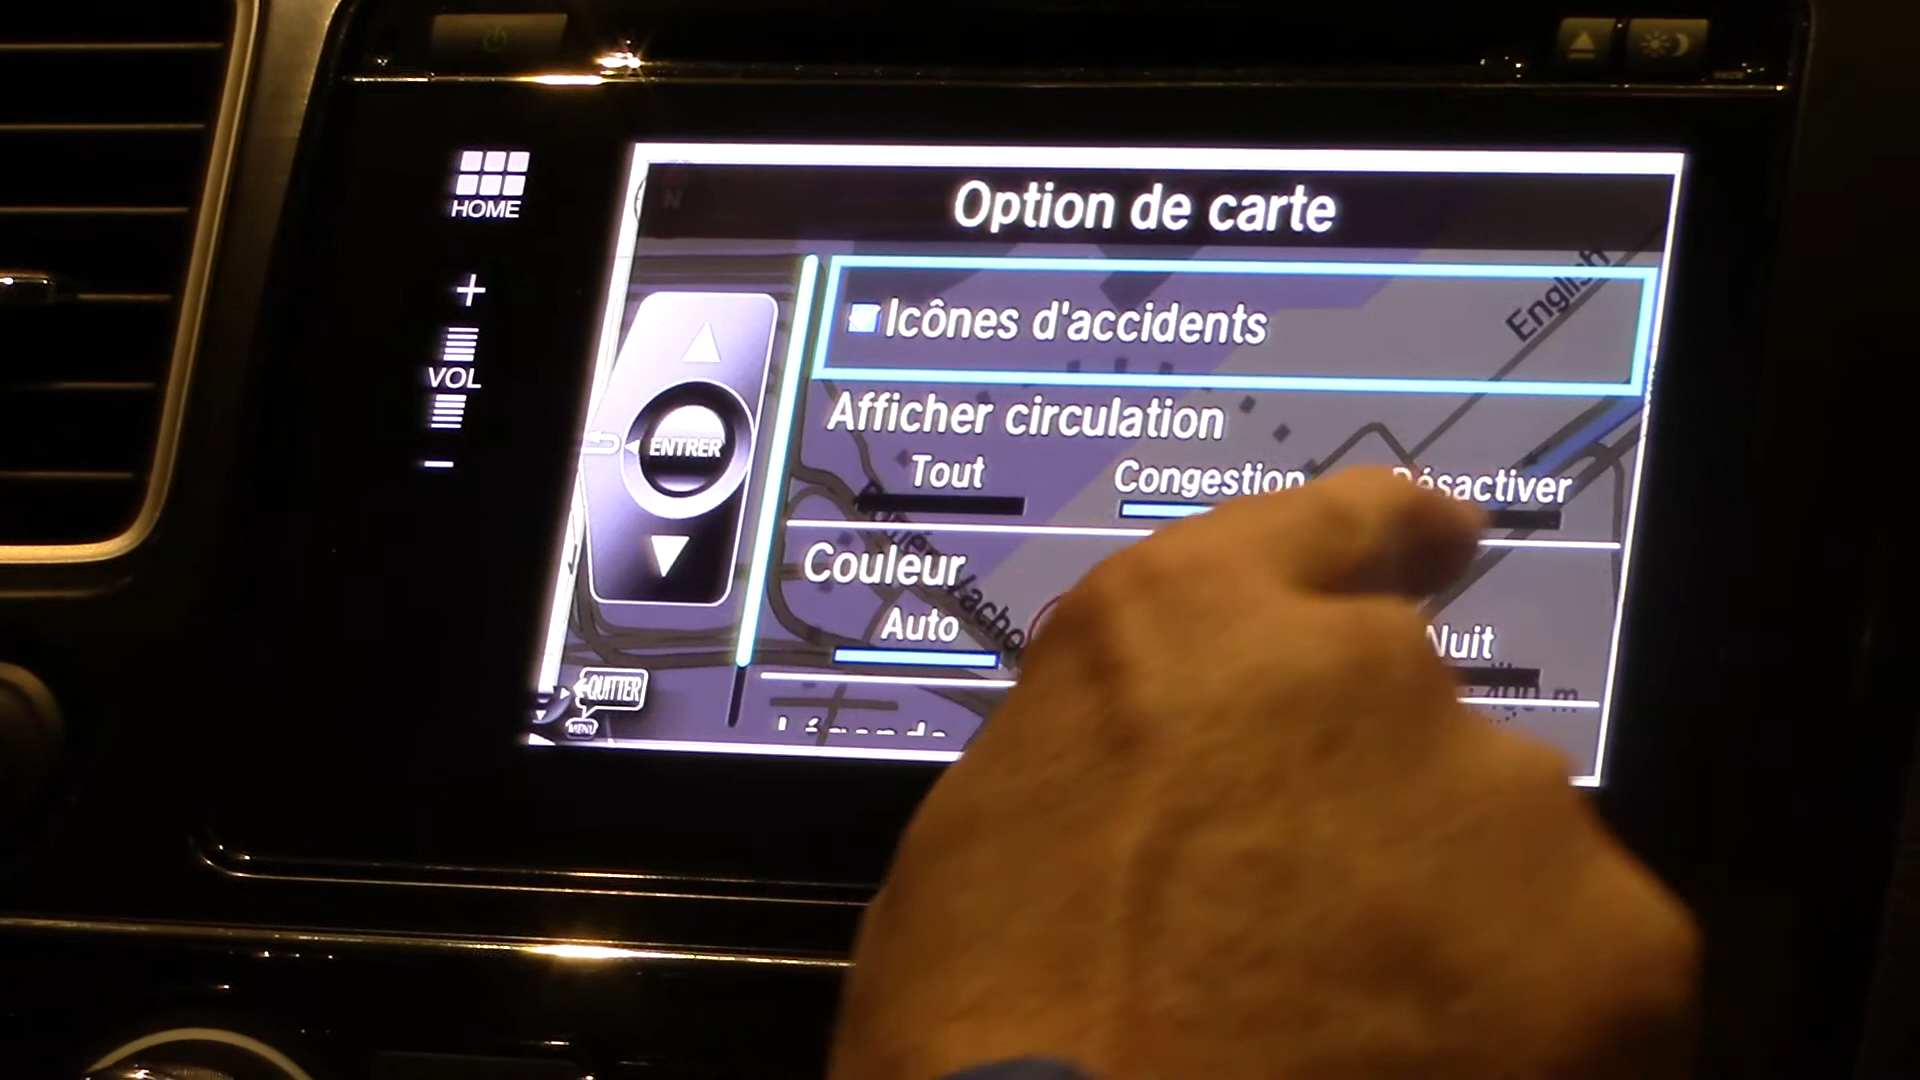 HOME
+
VOL
−
Option de carte
English
Icônes d'accidents
ENTRER
Afficher circulation
Tout Congestion Désactiver
Couleur
Auto Nuit
QUITTER
MENU